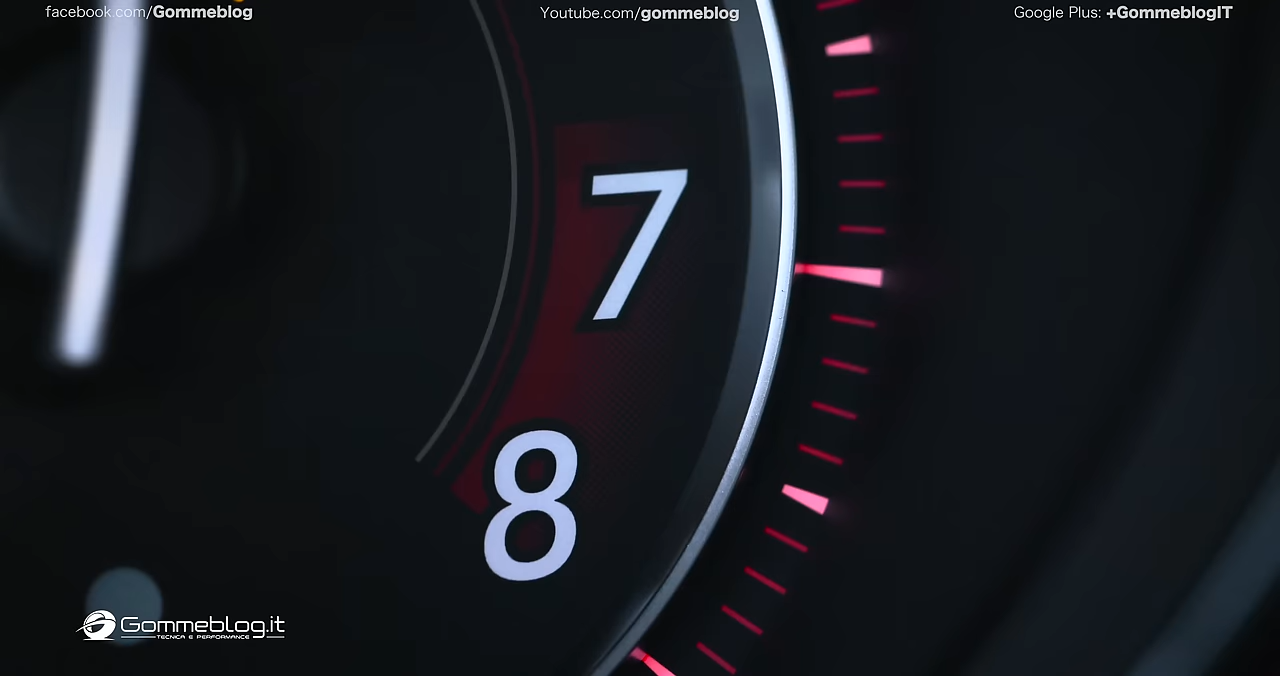 facebook.com/Gommeblog
Youtube.com/gommeblog
Google Plus: +GommeblogIT
7
8
Gommeblog.it
TECNICA E PERFORMANCE